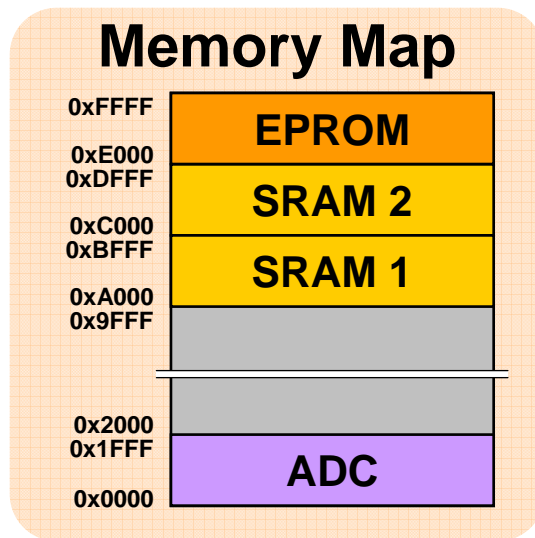 Memory Map
0xFFFF
EPROM
0xE000
0xDFFF
SRAM 2
0xC000
0xBFFF
SRAM 1
0xA000
0x9FFF
0x2000
0x1FFF
ADC
0x0000